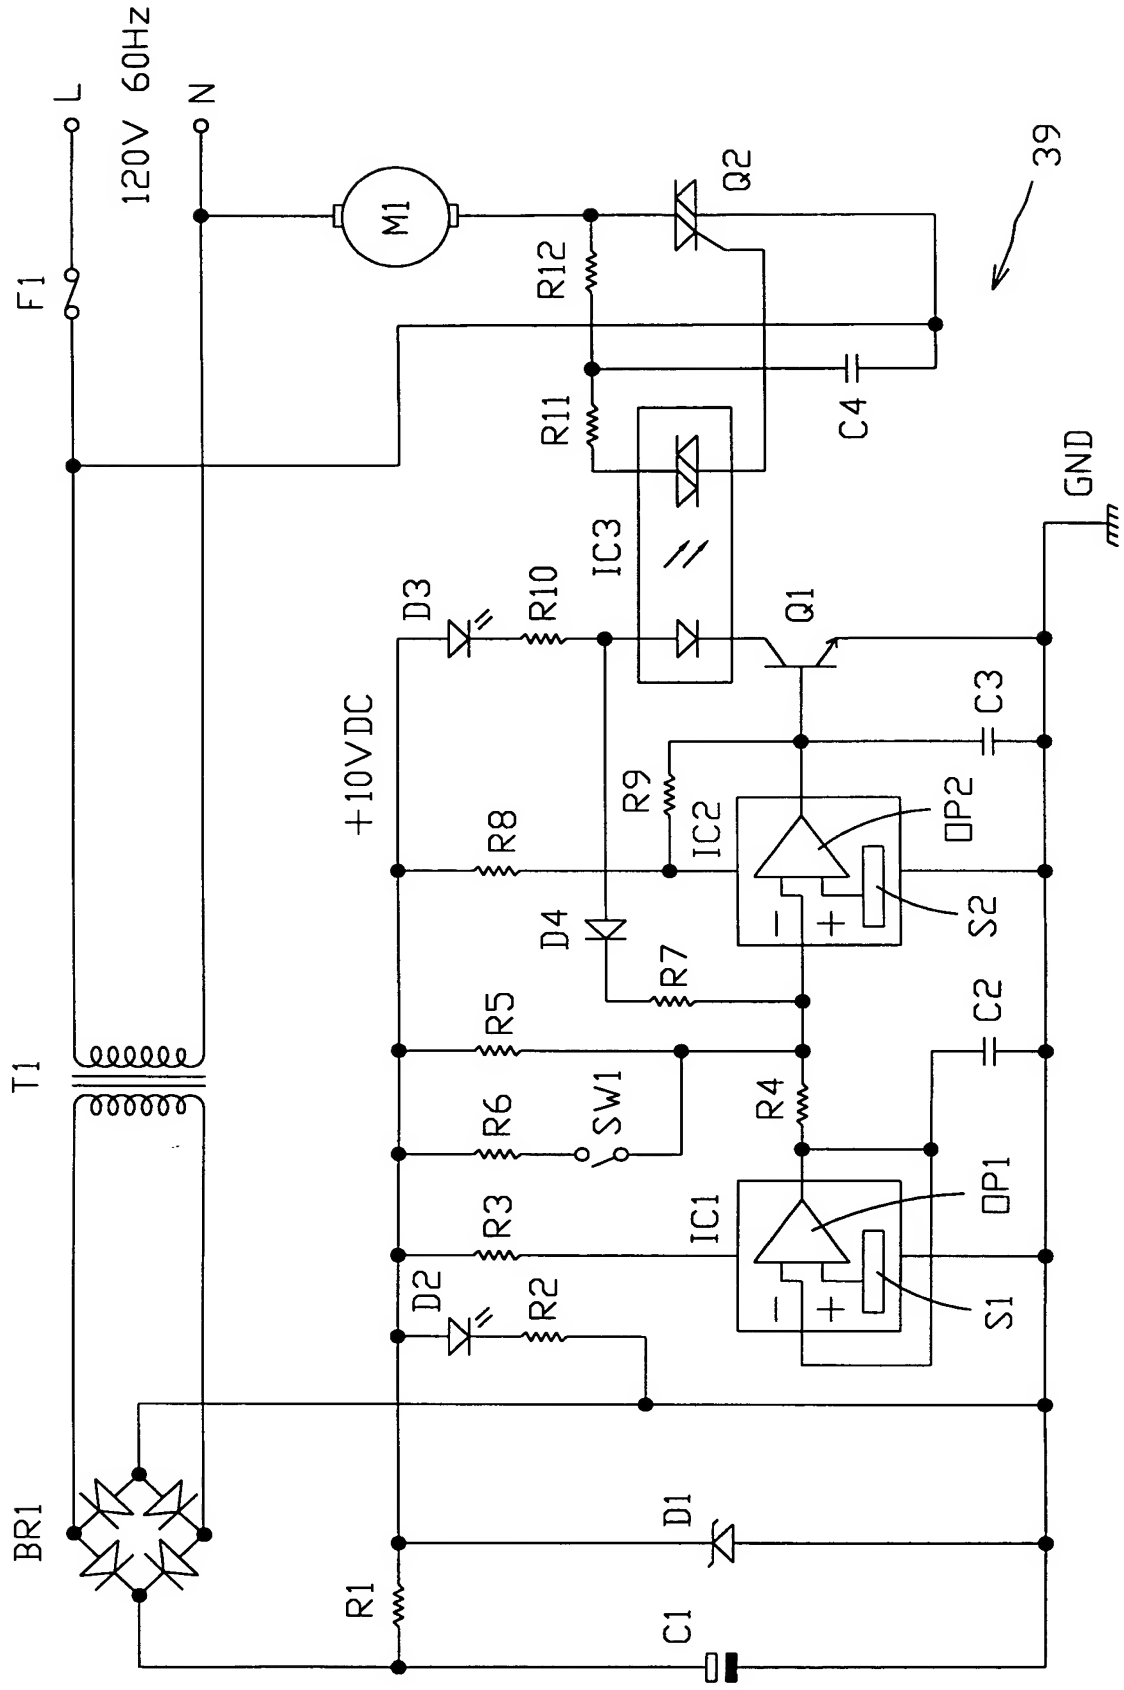 T1
F1
L
BR1
120V 60Hz
N
+10VDC
M1
R1
D2
R3
R6
R5
R8
D3
R2
SW1
D4
R9
R10
R12
R11
IC3
R7
C1
D1
IC1
R4
IC2
Q2
−
+
−
+
Q1
C4
S1
OP1
C2
S2
OP2
C3
GND
39